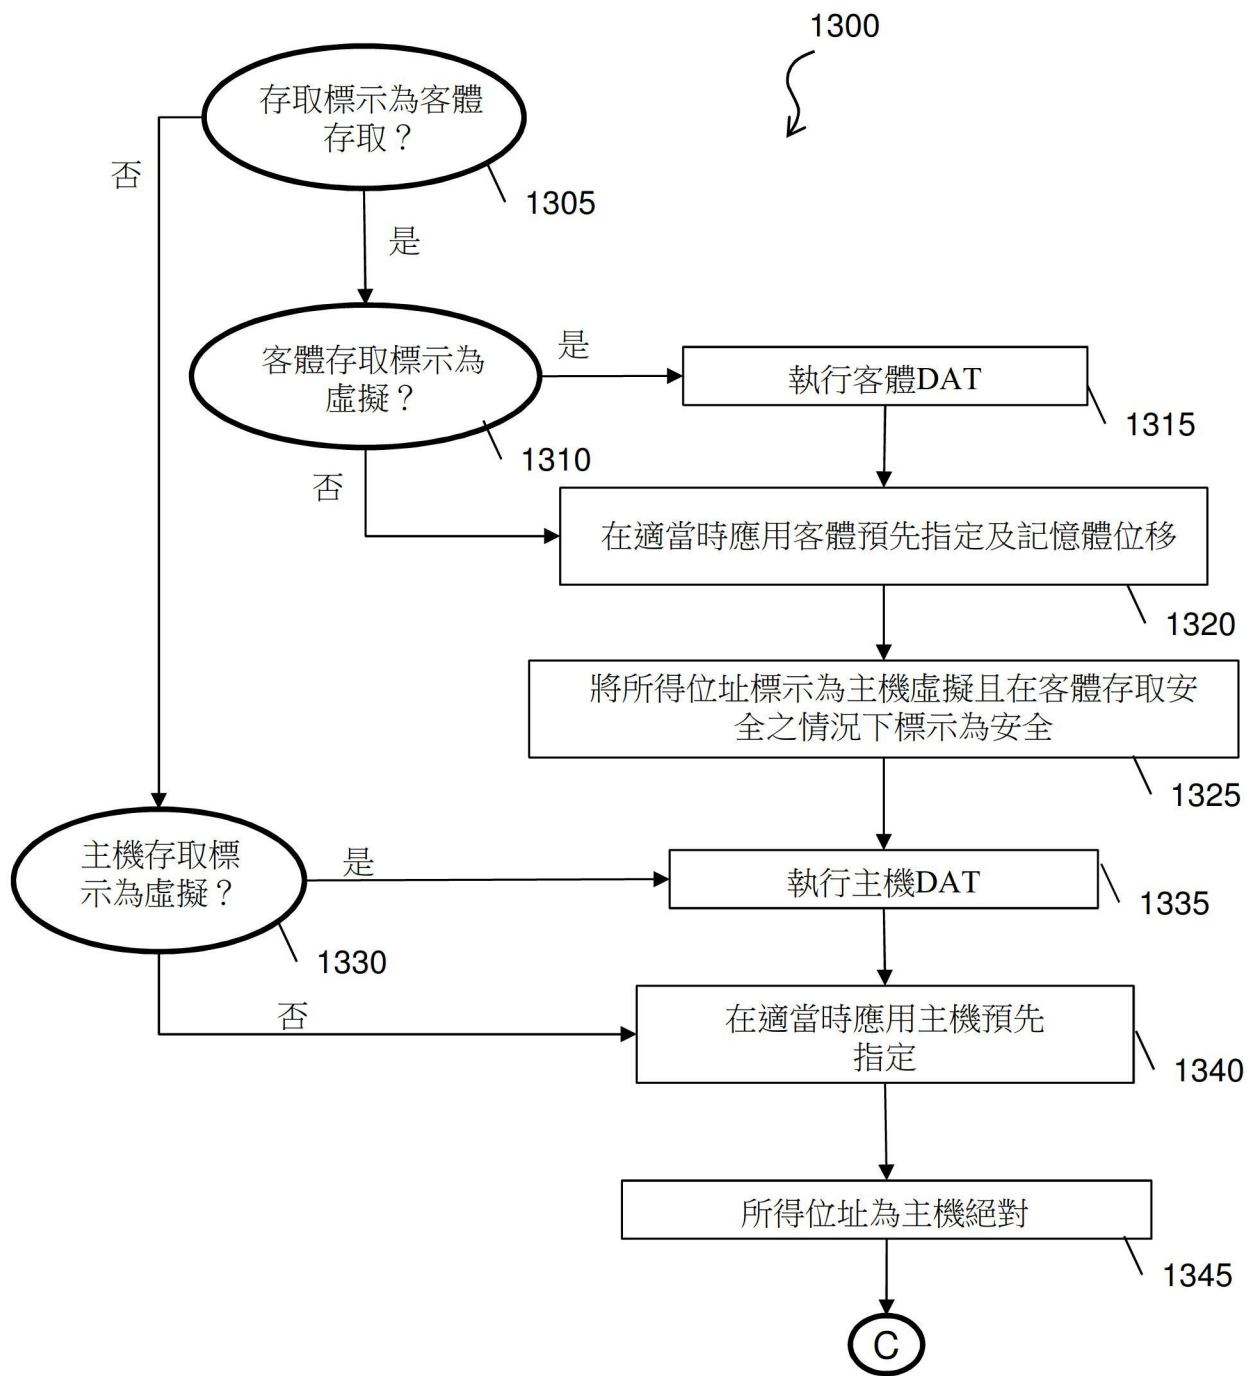 1300
存取標示為客體
存取？
1305
否
是
客體存取標示為
虛擬？
1310
是
執行客體DAT
1315
否
在適當時應用客體預先指定及記憶體位移
1320
將所得位址標示為主機虛擬且在客體存取安
全之情況下標示為安全
1325
主機存取標
示為虛擬？
1330
是
執行主機DAT
1335
否
在適當時應用主機預先
指定
1340
所得位址為主機絕對
1345
C